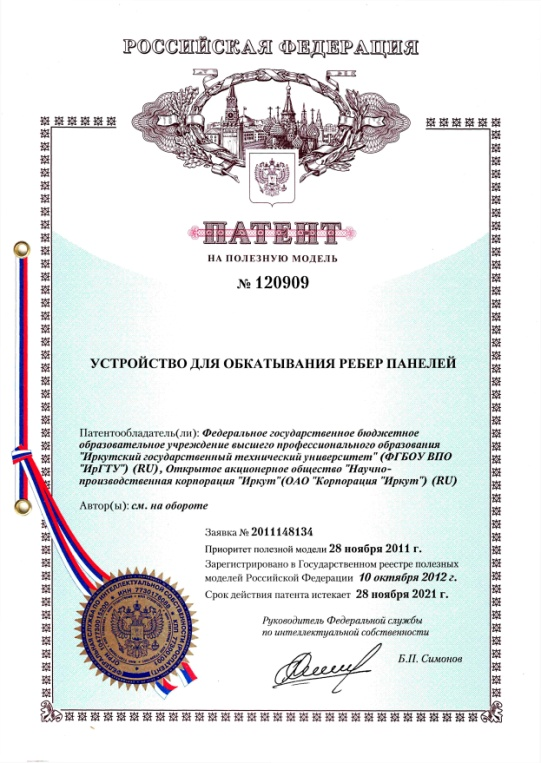 РОССИЙСКАЯ ФЕДЕРАЦИЯ
ПАТЕНТ
НА ПОЛЕЗНУЮ МОДЕЛЬ
№ 120909
УСТРОЙСТВО ДЛЯ ОБКАТЫВАНИЯ РЕБЕР ПАНЕЛЕЙ
Патентообладатель(ли): Федеральное государственное бюджетное
образовательное учреждение высшего профессионального образования
"Иркутский государственный технический университет" (ФГБОУ ВПО
"ИрГТУ") (RU), Открытое акционерное общество "Научно-
производственная корпорация "Иркут"(ОАО "Корпорация "Иркут") (RU)
Автор(ы): см. на обороте
Заявка № 2011148134
Приоритет полезной модели 28 ноября 2011 г.
Зарегистрировано в Государственном реестре полезных
моделей Российской Федерации 10 октября 2012 г.
Срок действия патента истекает 28 ноября 2021 г.
Руководитель Федеральной службы
по интеллектуальной собственности
Б.П. Симонов